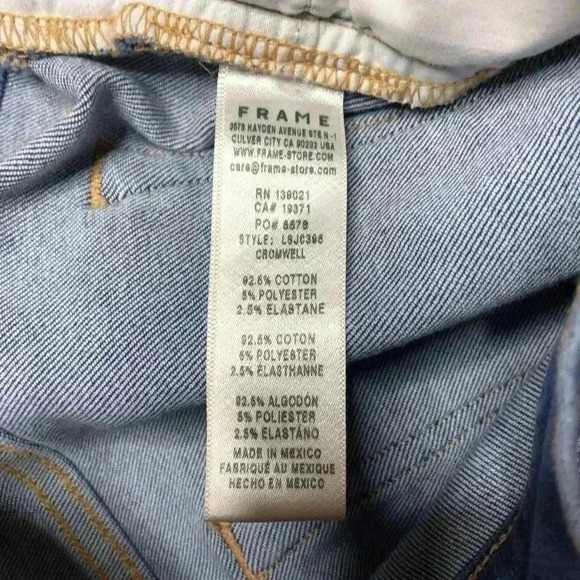 FRAME
3578 HAYDEN AVENUE STE N-1
CULVER CITY CA 90232 USA
WWW.FRAME-STORE.COM
care@frame-store.com
RN 139021
CA# 19371
PO# 5578
STYLE: LSJC395
CROMWELL
92.5% COTTON
5% POLYESTER
2.5% ELASTANE
92.5% COTON
5% POLYESTER
2.5% ELASTHANNE
92.5% ALGODON
5% POLIESTER
2.5% ELASTANO
MADE IN MEXICO
FABRIQUÉ AU MEXIQUE
HECHO EN MEXICO